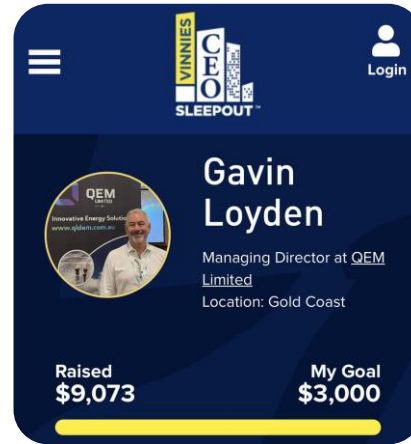 VINNIES
CEO
SLEEPOUT™
Login
QEM
LIMITED
Innovative Energy Solutio
www.qldem.com.au
Gavin
Loyden
Managing Director at QEM
Limited
Location: Gold Coast
Raised
My Goal
$9,073
$3,000